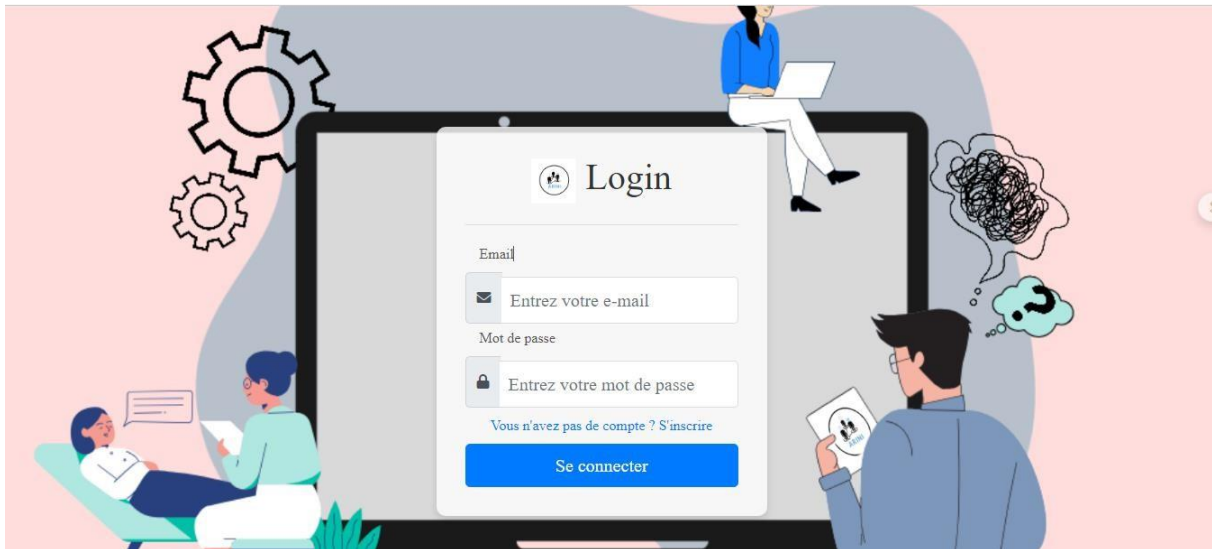 Login
Email
Entrez votre e-mail
Mot de passe
Entrez votre mot de passe
Vous n'avez pas de compte ? S'inscrire
Se connecter